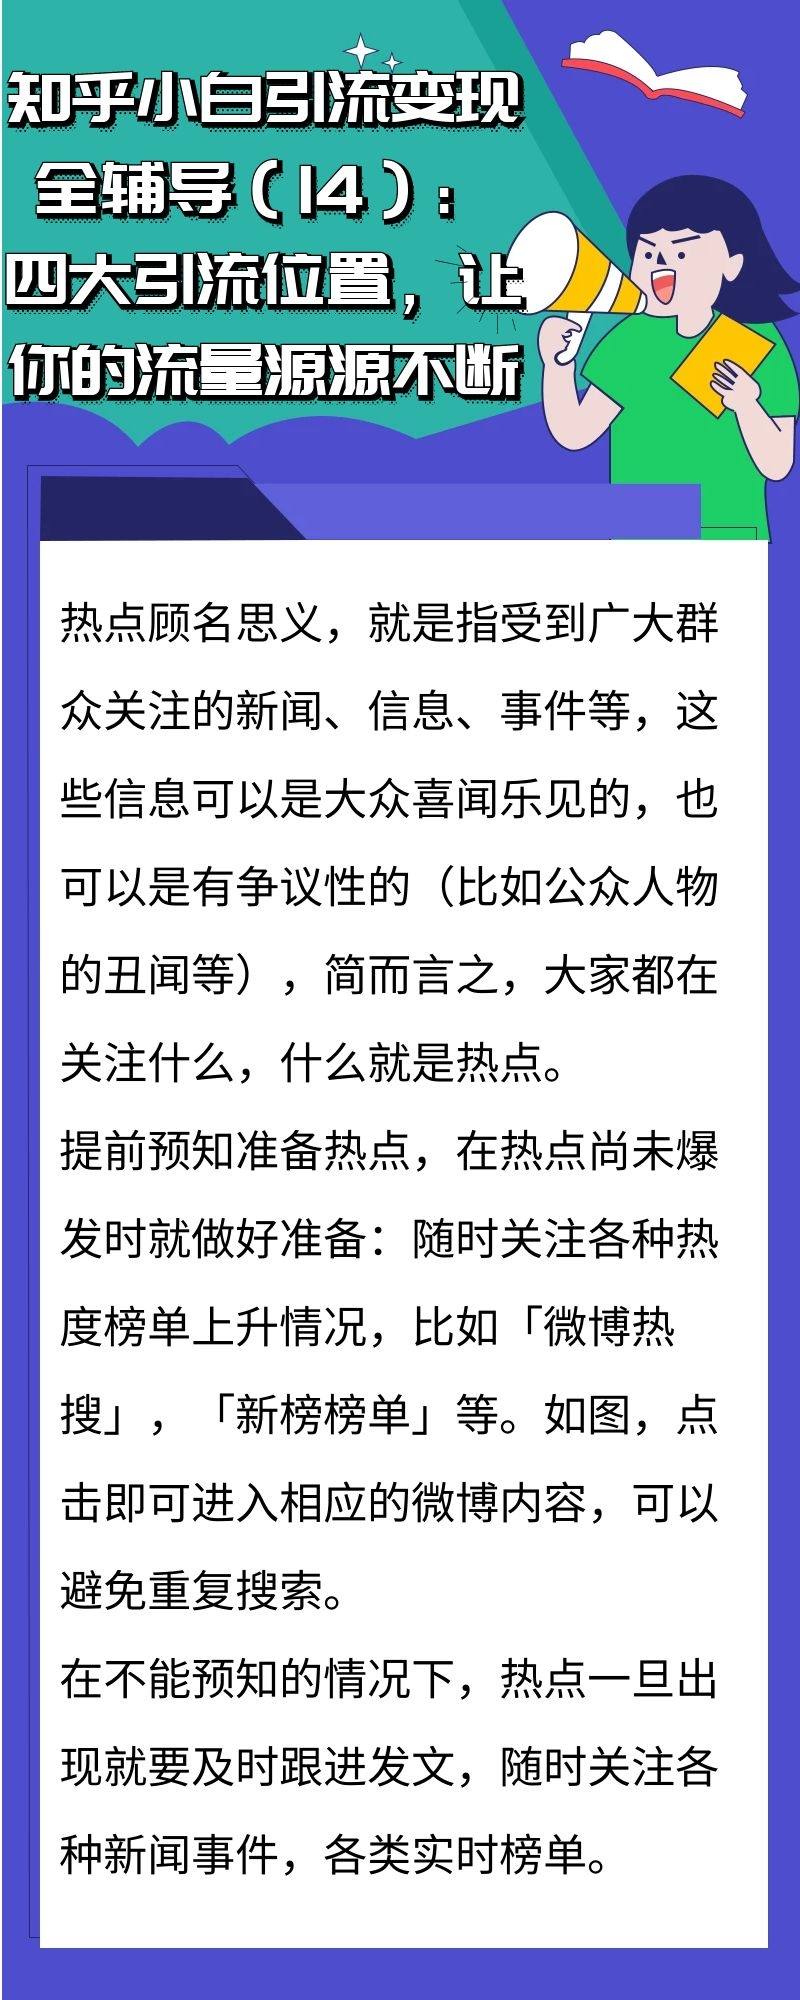 知乎小白引流变现
全辅导（14）：
四大引流位置，让
你的流量源源不断
热点顾名思义，就是指受到广大群
众关注的新闻、信息、事件等，这
些信息可以是大众喜闻乐见的，也
可以是有争议性的（比如公众人物
的丑闻等），简而言之，大家都在
关注什么，什么就是热点。
提前预知准备热点，在热点尚未爆
发时就做好准备：随时关注各种热
度榜单上升情况，比如「微博热
搜」，「新榜榜单」等。如图，点
击即可进入相应的微博内容，可以
避免重复搜索。
在不能预知的情况下，热点一旦出
现就要及时跟进发文，随时关注各
种新闻事件，各类实时榜单。